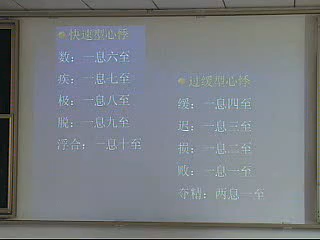 快速型心悸
数：一息六至
疾：一息七至
极：一息八至
脱：一息九至
浮合：一息十至
过缓型心悸
缓：一息四至
迟：一息三至
损：一息二至
败：一息一至
夺精：两息一至